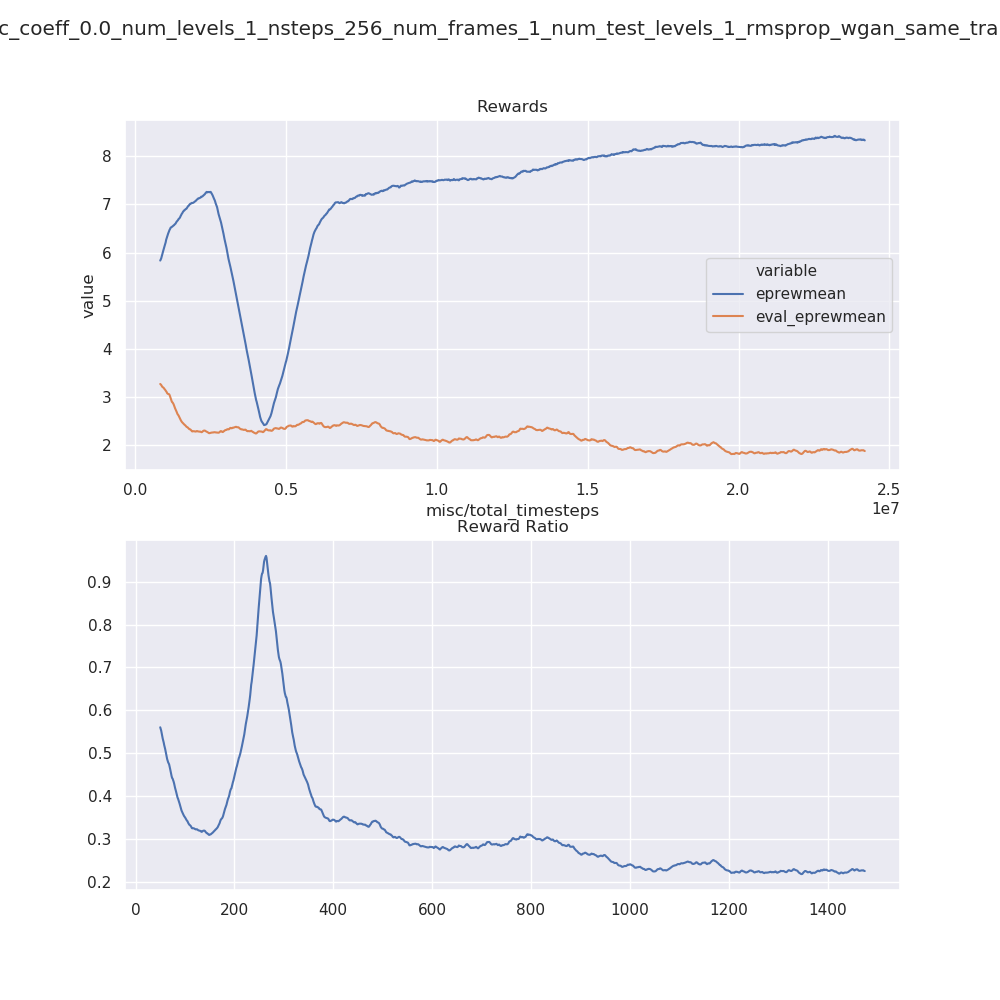 c_coeff_0.0_num_levels_1_nsteps_256_num_frames_1_num_test_levels_1_rmsprop_wgan_same_tra
Rewards
8
7
6
5
4
3
2
value
variable
eprewmean
eval_eprewmean
0.0 0.5 1.0 1.5 2.0 2.5
1e7
misc/total_timesteps
Reward Ratio
0.9
0.8
0.7
0.6
0.5
0.4
0.3
0.2
0 200 400 600 800 1000 1200 1400